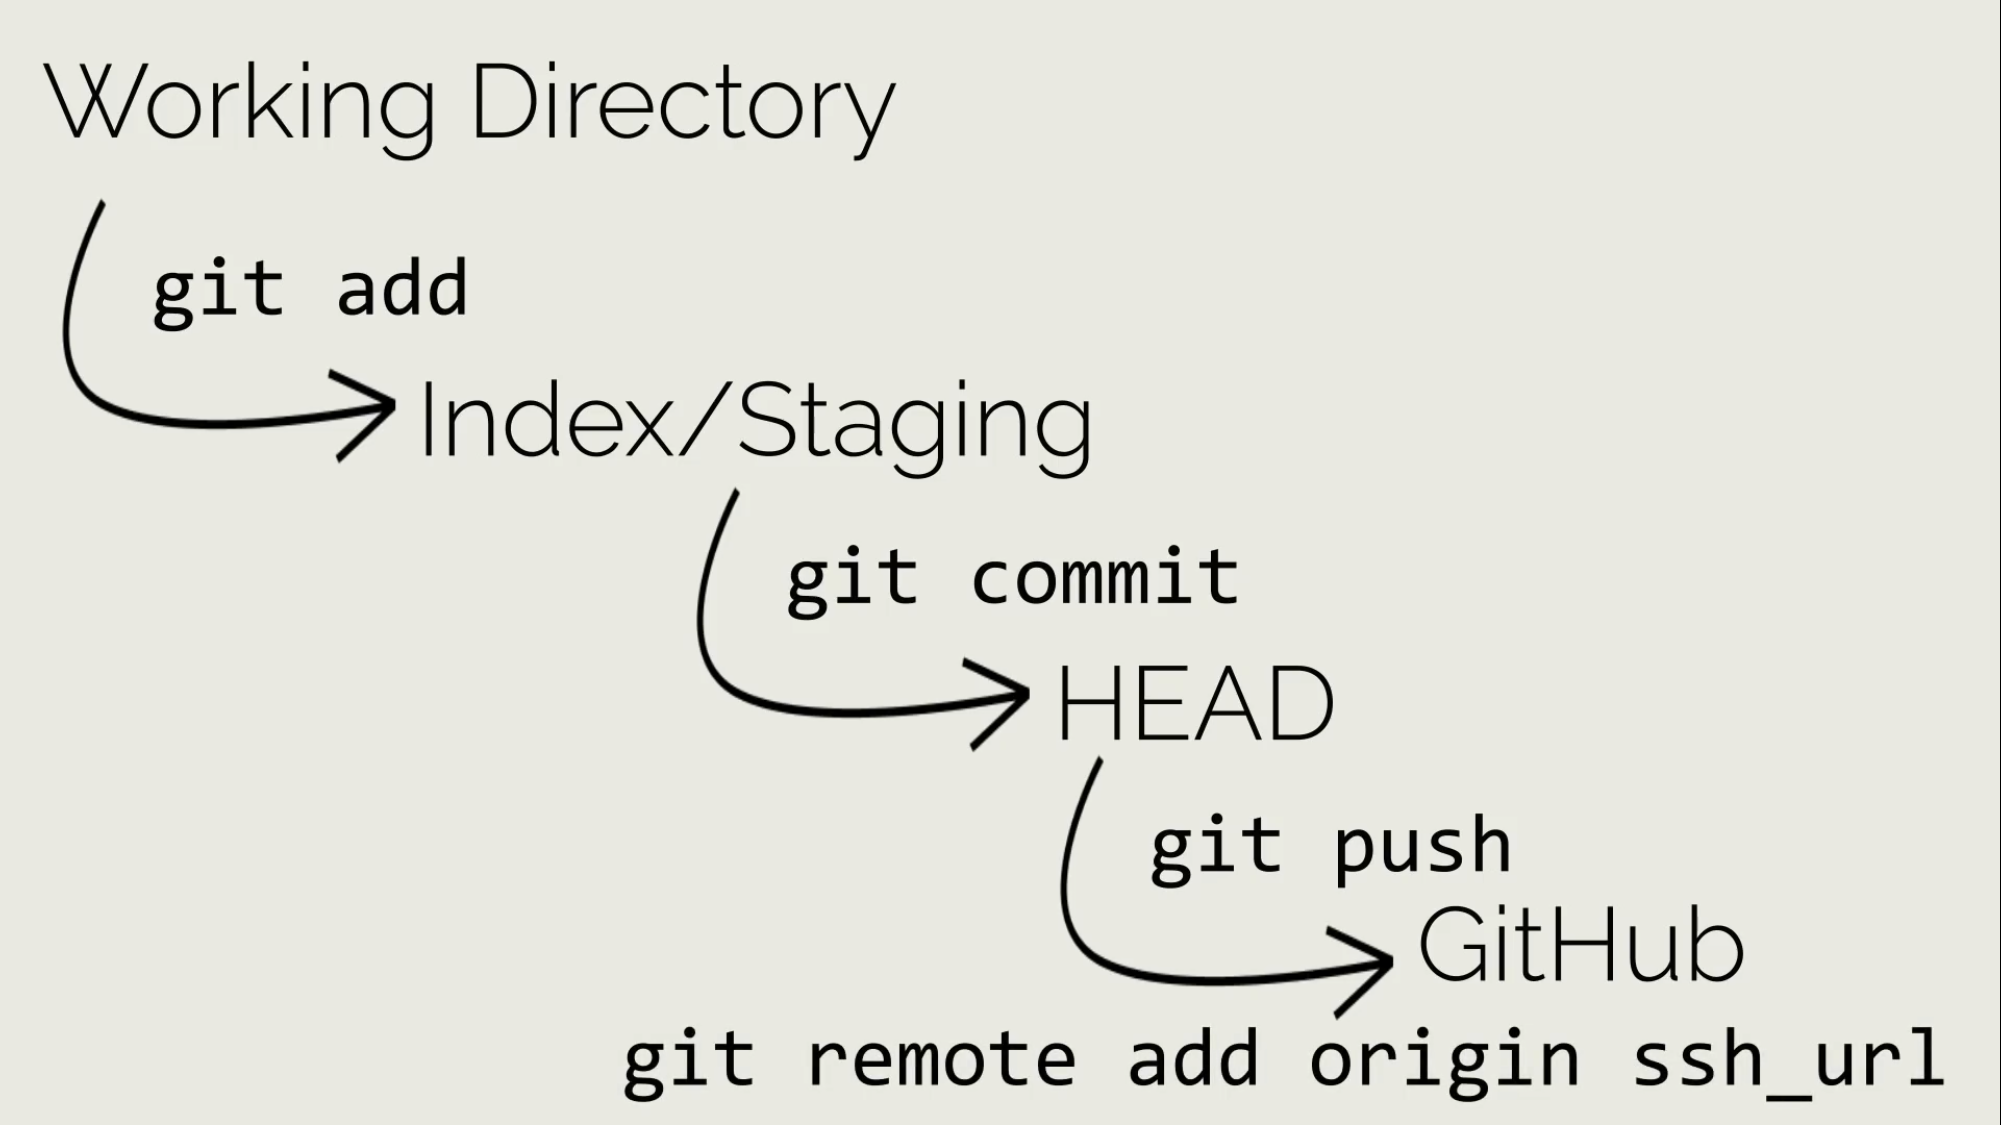 Working Directory
git add
Index/Staging
git commit
HEAD
git push
GitHub
git remote add origin ssh_url